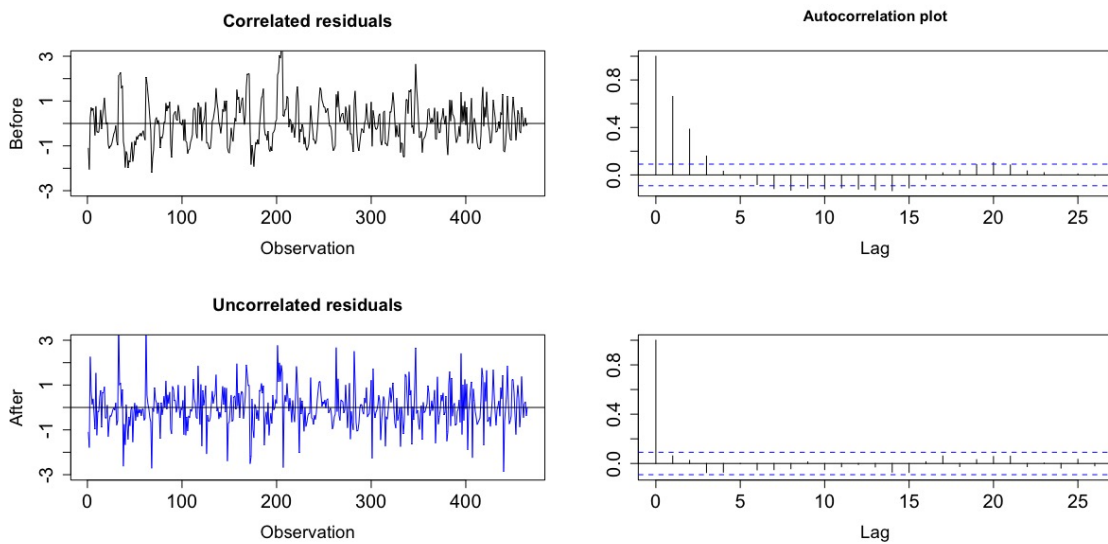 Correlated residuals
Before
3
1
-1
-3
0 100 200 300 400
Observation
Autocorrelation plot
0.8
0.4
0.0
0 5 10 15 20 25
Lag
Uncorrelated residuals
After
3
1
-1
-3
0 100 200 300 400
Observation
0.8
0.4
0.0
0 5 10 15 20 25
Lag